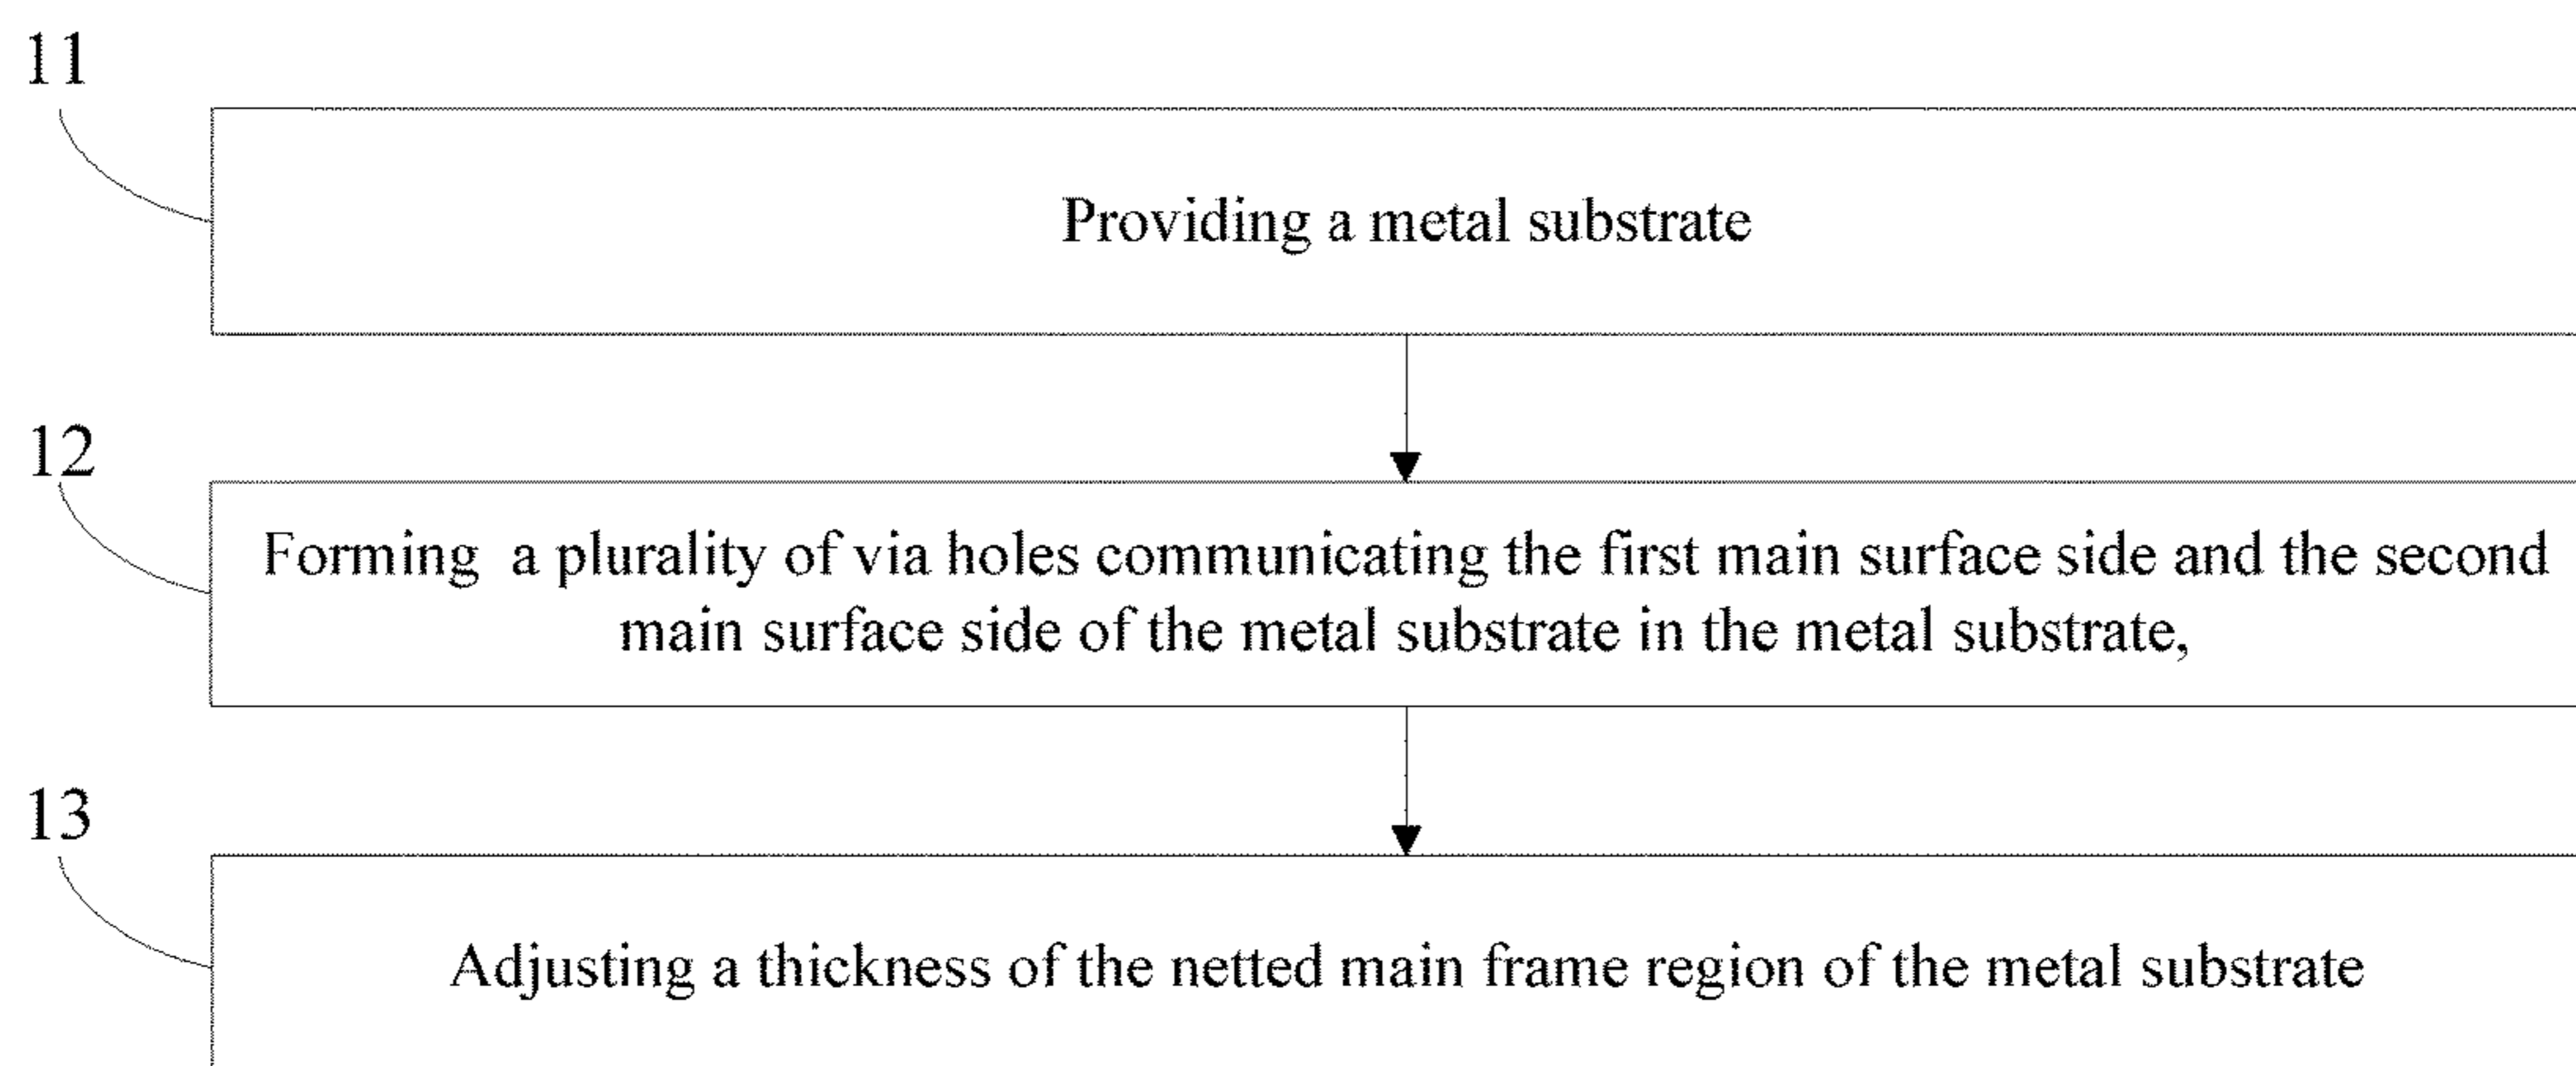 11
Providing a metal substrate
12
Forming a plurality of via holes communicating the first main surface side and the second
main surface side of the metal substrate in the metal substrate,
13
Adjusting a thickness of the netted main frame region of the metal substrate